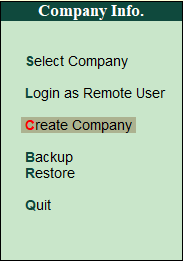 Company Info.
Select Company
Login as Remote User
Create Company
Backup
Restore
Quit